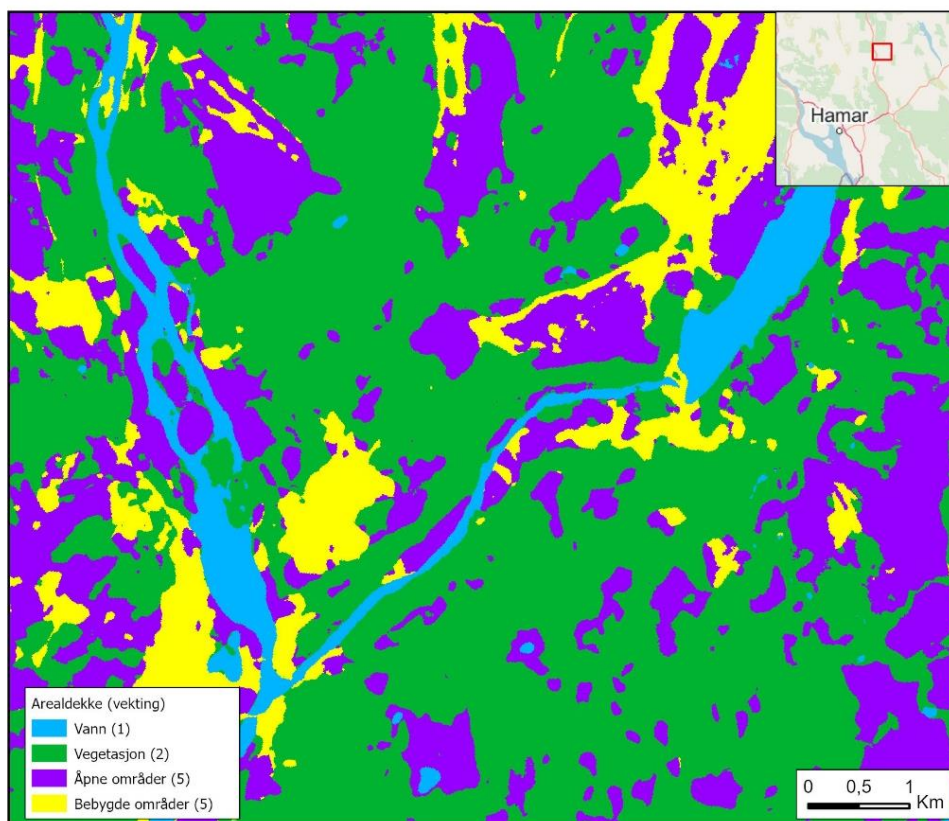 Hamar
Arealdekke (vekting)
Vann (1)
Vegetasjon (2)
Åpne områder (5)
Bebygde områder (5)
0 0,5 1
Km